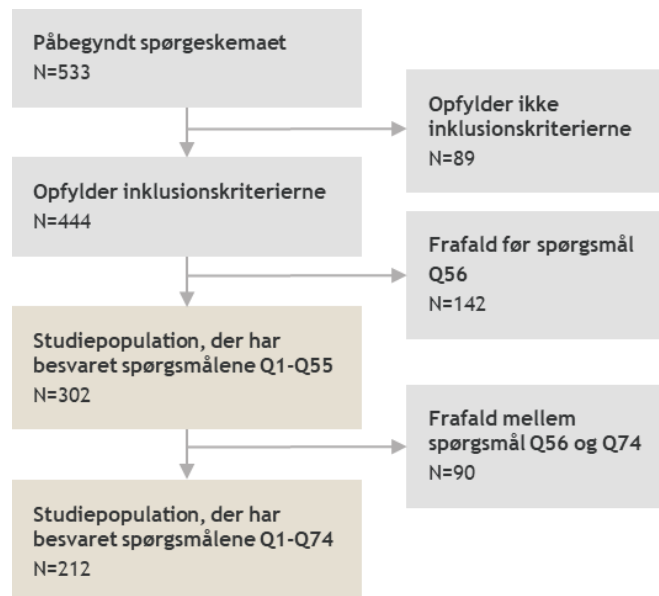 Påbegyndt spørgeskemaet
N=533
Opfylder ikke
inklusionskriterierne
N=89
Opfylder inklusionskriterierne
N=444
Frafald før spørgsmål
Q56
N=142
Studiepopulation, der har
besvaret spørgsmålene Q1-Q55
N=302
Frafald mellem
spørgsmål Q56 og Q74
N=90
Studiepopulation, der har
besvaret spørgsmålene Q1-Q74
N=212